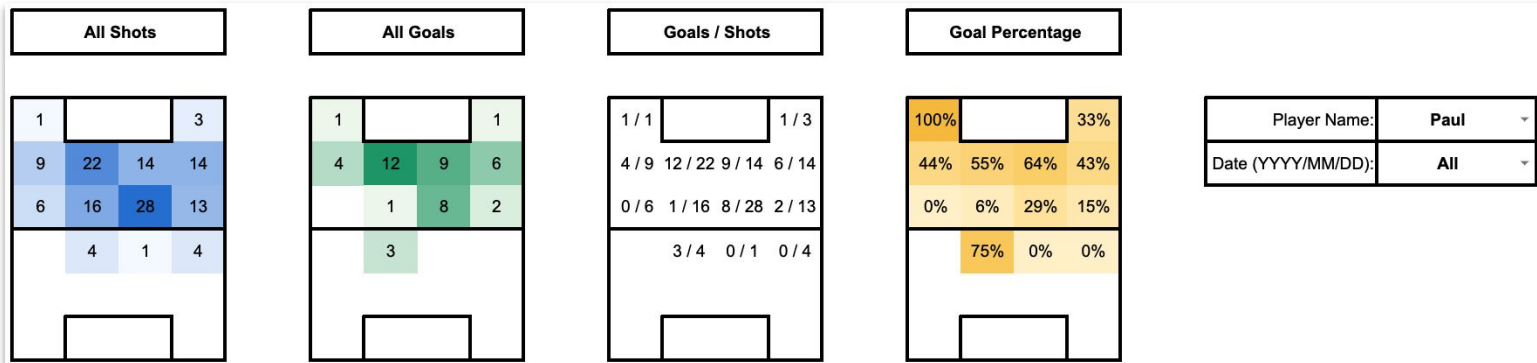 All Shots All Goals Goals / Shots Goal Percentage
1 3 1 1 1 / 1 1 / 3 100% 33% Player Name: Paul
9 22 14 14 4 12 9 6 4 / 9 12 / 22 9 / 14 6 / 14 44% 55% 64% 43% Date (YYYY/MM/DD): All
6 16 28 13 1 8 2 0 / 6 1 / 16 8 / 28 2 / 13 0% 6% 29% 15%
4 1 4 3 3 / 4 0 / 1 0 / 4 75% 0% 0%